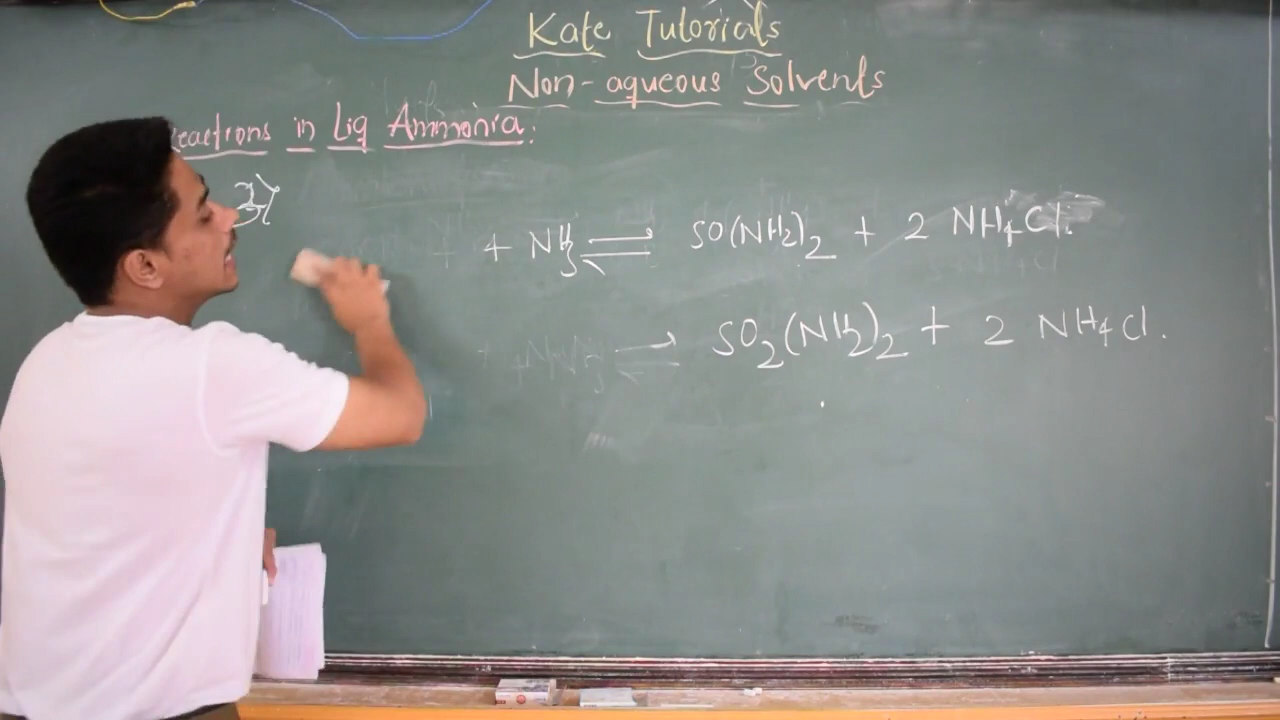 Kate Tutorials
Non-aqueous Solvents
Reactions in Liq Ammonia.
+ NH3 ⇌ SO(NH2)2 + 2 NH4Cl.
⇌ SO2(NH2)2 + 2 NH4Cl.